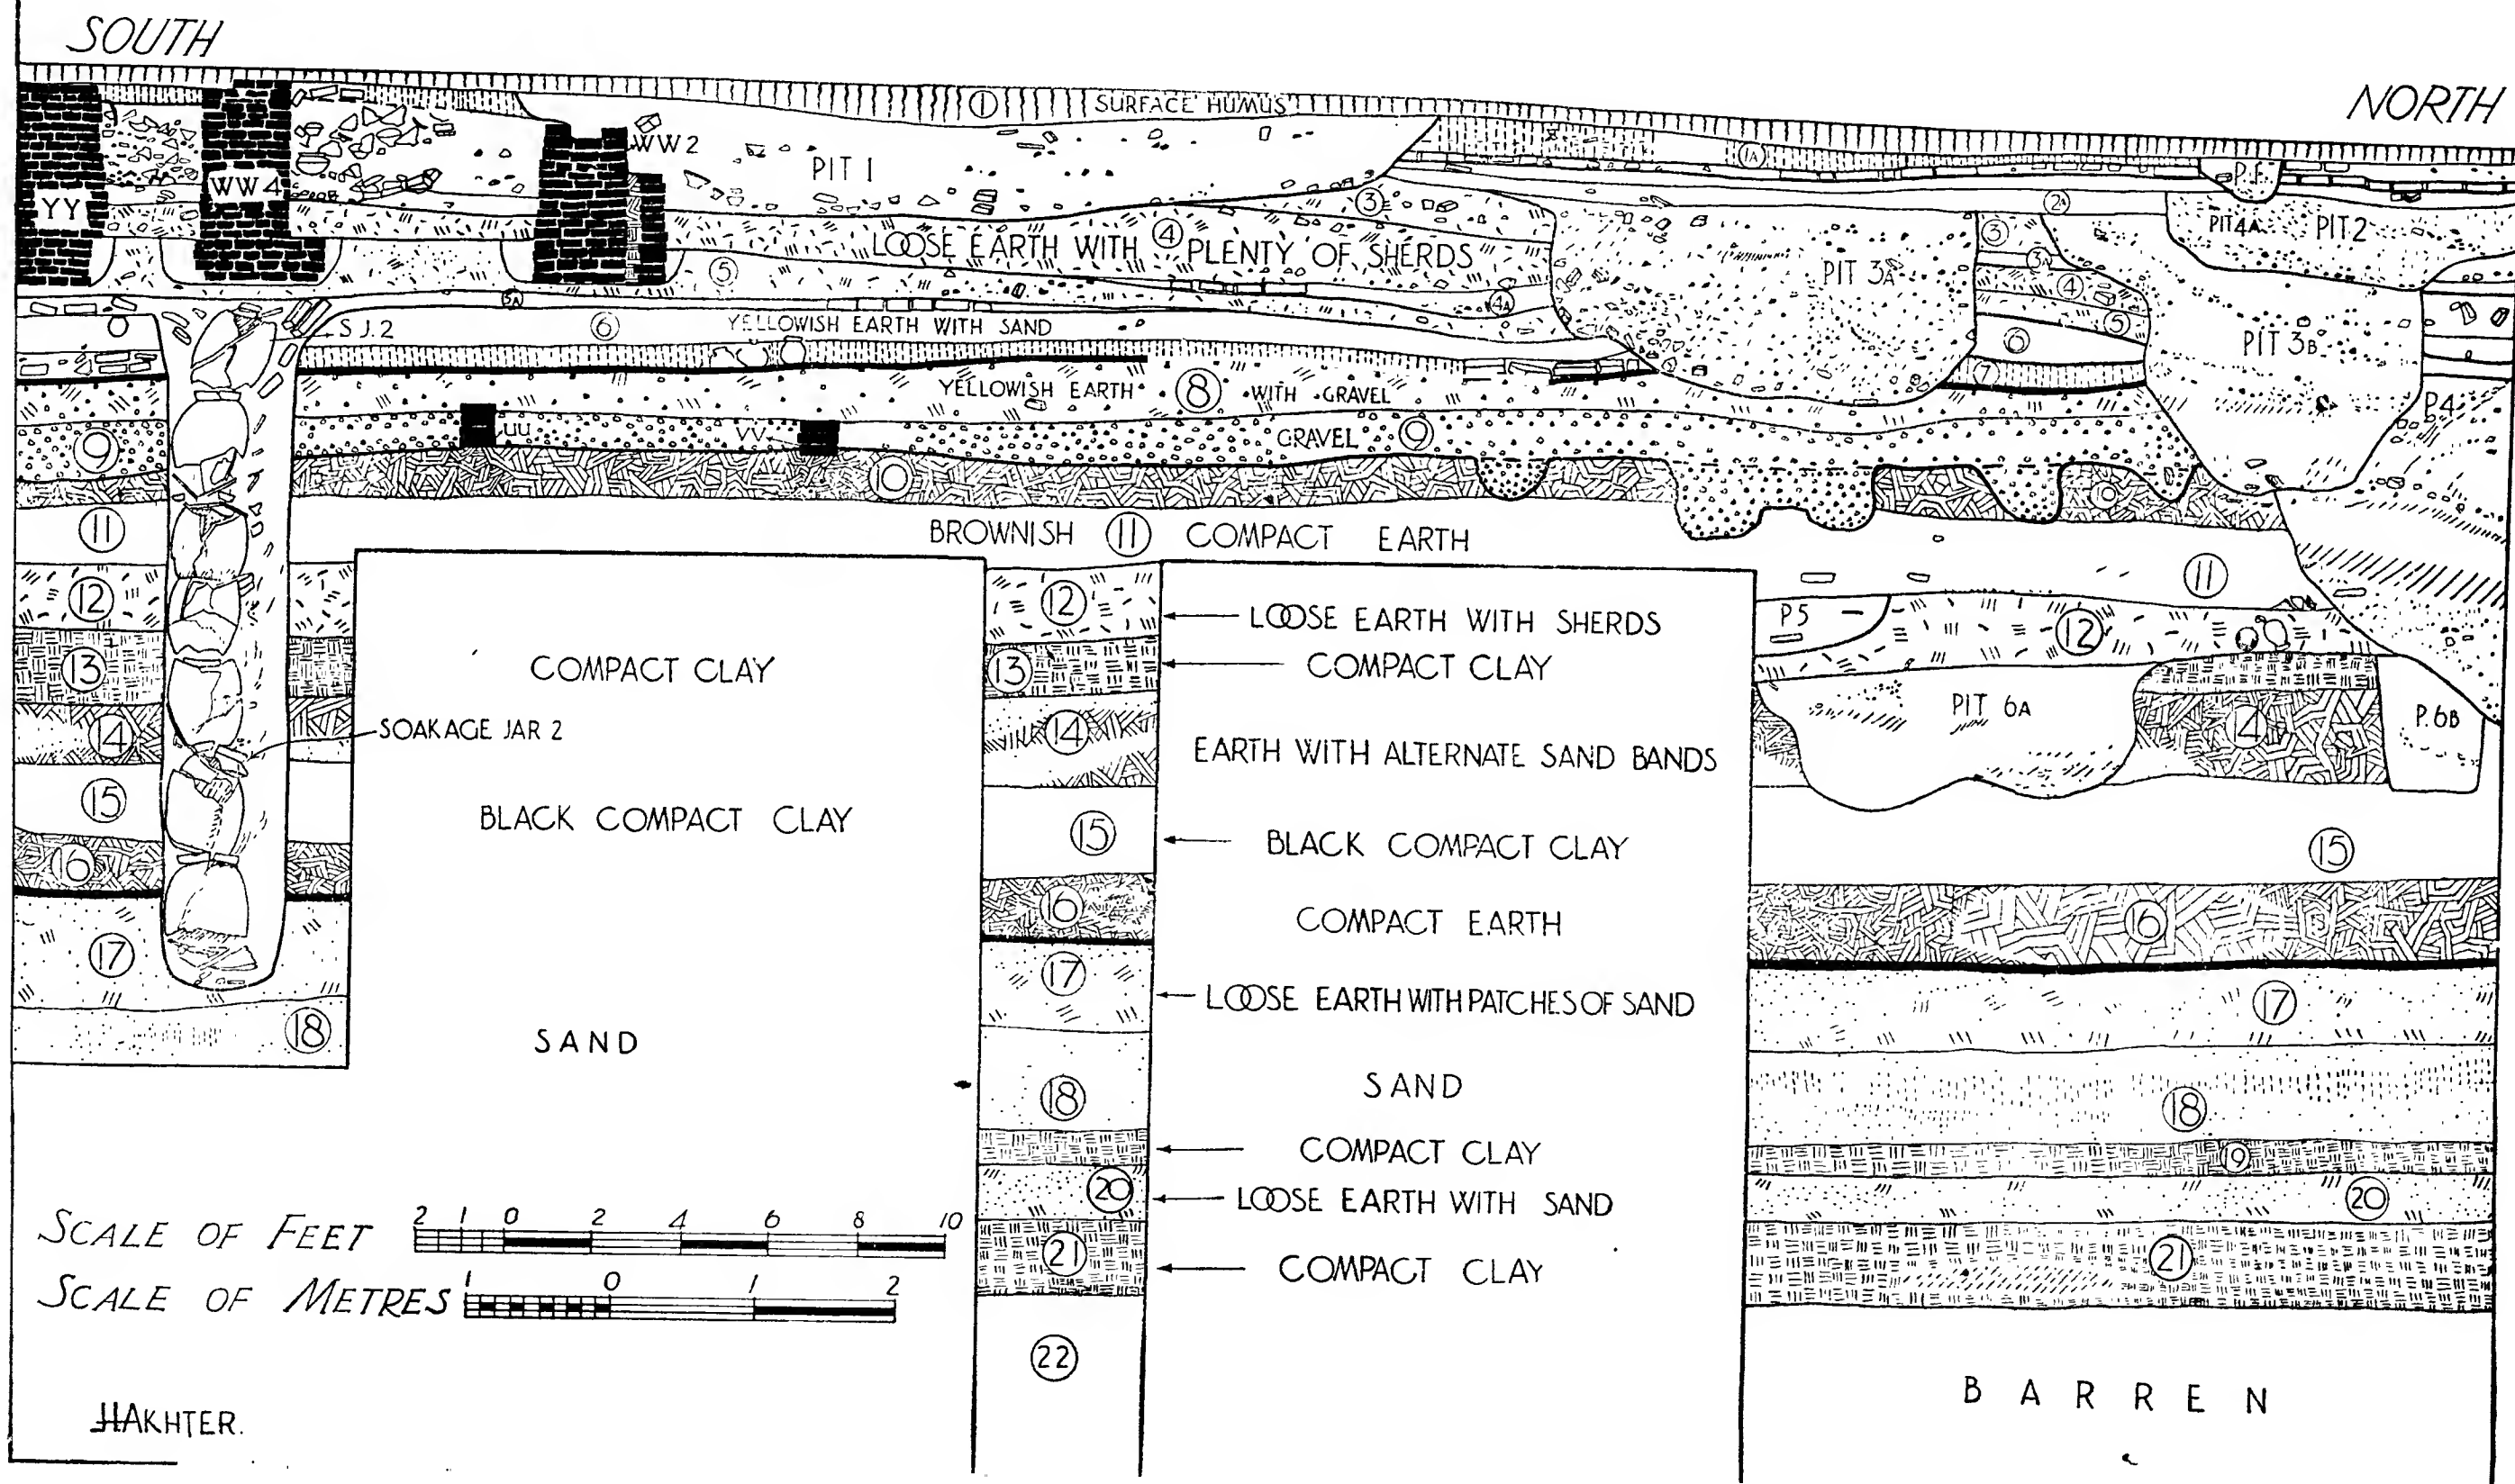 SOUTH
NORTH
1 SURFACE HUMUS
1A
WW 2
PIT 1
P.F.
WW4
YY
3
2A
PIT 4A PIT 2
LOOSE EARTH WITH 4 PLENTY OF SHERDS
3
3A
5
PIT 3A
4
5A
4A
5
S J.2
6 YELLOWISH EARTH WITH SAND
6
PIT 3B
7
YELLOWISH EARTH 8 WITH GRAVEL
P4
9
UU
VV
GRAVEL 9
10
10
11
BROWNISH 11 COMPACT EARTH
11
12
12
LOOSE EARTH WITH SHERDS
P5
12
13
COMPACT CLAY
13
COMPACT CLAY
14
SOAKAGE JAR 2
14
EARTH WITH ALTERNATE SAND BANDS
PIT 6A
14
P.6B
15
BLACK COMPACT CLAY
15
BLACK COMPACT CLAY
15
16
16
COMPACT EARTH
16
17
17
LOOSE EARTH WITH PATCHES OF SAND
17
18
SAND
18
SAND
18
COMPACT CLAY
19
20
LOOSE EARTH WITH SAND
20
SCALE OF FEET 2 1 0 2 4 6 8 10
21
COMPACT CLAY
21
SCALE OF METRES 1 0 1 2
22
BARREN
HAKHTER.